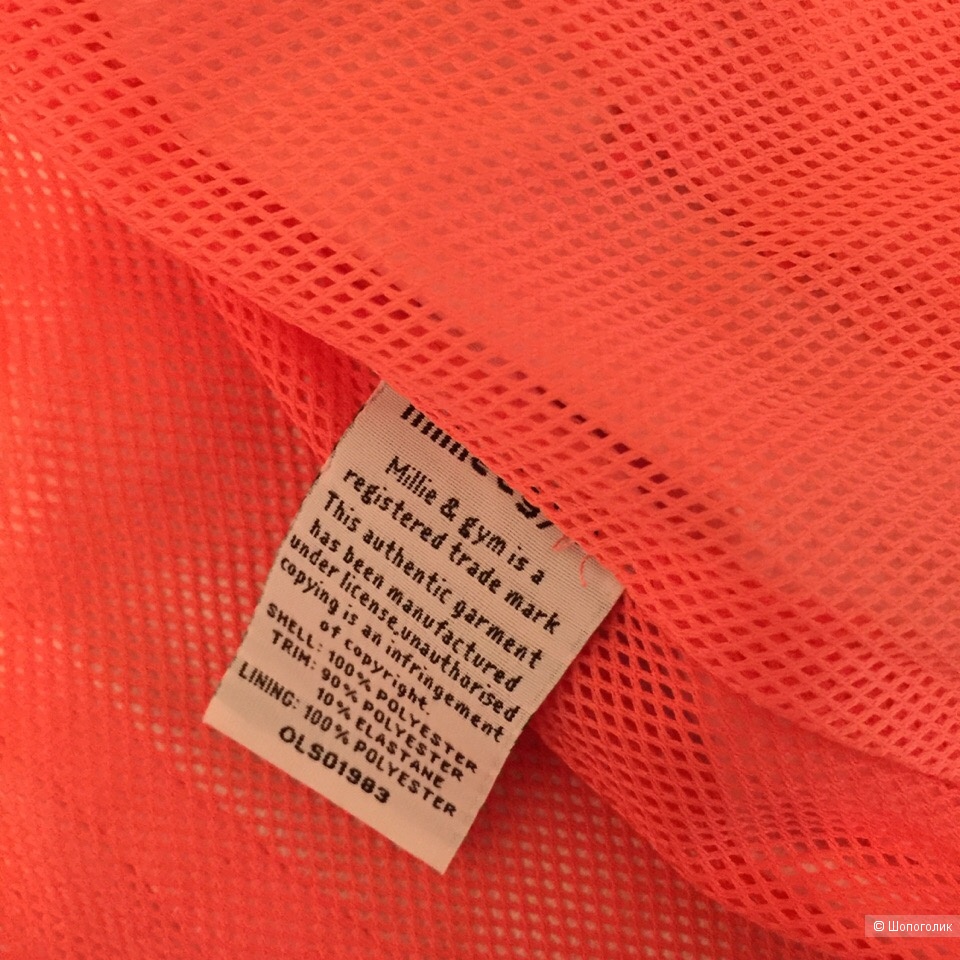 Millie & gym is a
registered trade mark
This authentic garment
has been manufactured
under license,unauthorised
copying is an infringement
of copyright.
SHELL: 100% POLYESTER
TRIM: 90% POLYESTER
10% ELASTANE
LINING: 100% POLYESTER
OLS01983
© Шопоголик